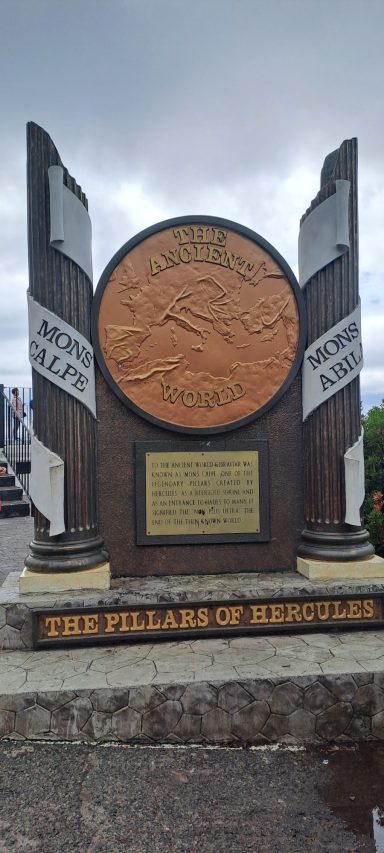 THE
ANCIENT
WORLD
MONS
CALPE
MONS
ABIL
TO THE ANCIENT WORLD GIBRALTAR WAS
KNOWN AS MONS CALPE, ONE OF THE
LEGENDARY PILLARS CREATED BY
HERCULES. AS A RELIGIOUS SHRINE AND
AS AN ENTRANCE TO HADES TO MANY, IT
SIGNIFIED THE NON PLUS ULTRA, THE
END OF THE THEN KNOWN WORLD
THE PILLARS OF HERCULES